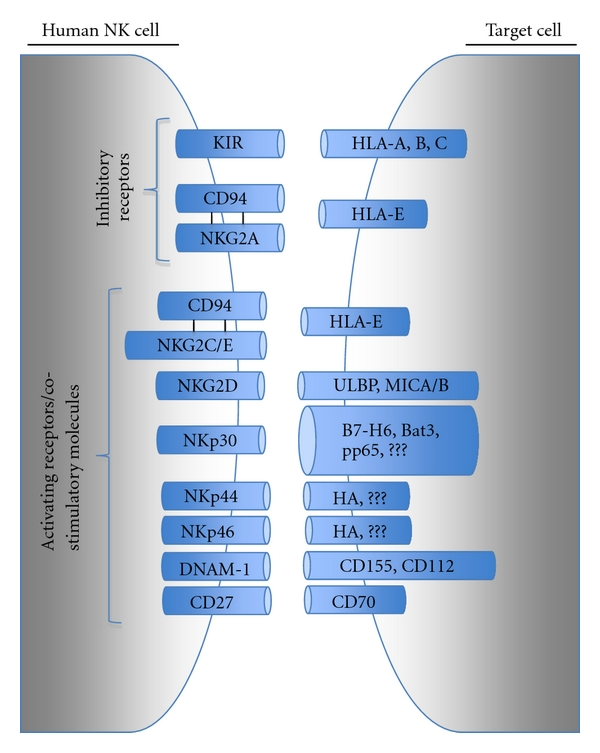 Human NK cell
Target cell
Inhibitory
receptors
KIR
HLA-A, B, C
CD94
NKG2A
HLA-E
Activating receptors/co-
stimulatory molecules
CD94
NKG2C/E
HLA-E
NKG2D
ULBP, MICA/B
NKp30
B7-H6, Bat3,
pp65, ???
NKp44
HA, ???
NKp46
HA, ???
DNAM-1
CD155, CD112
CD27
CD70